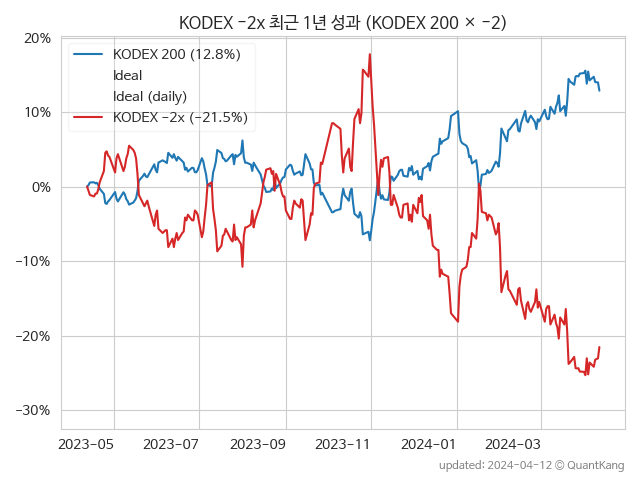 KODEX -2x 최근 1년 성과 (KODEX 200 × -2)
20%
10%
0%
−10%
−20%
−30%
KODEX 200 (12.8%)
Ideal
Ideal (daily)
KODEX -2x (-21.5%)
2023-05
2023-07
2023-09
2023-11
2024-01
2024-03
updated: 2024-04-12 © QuantKang